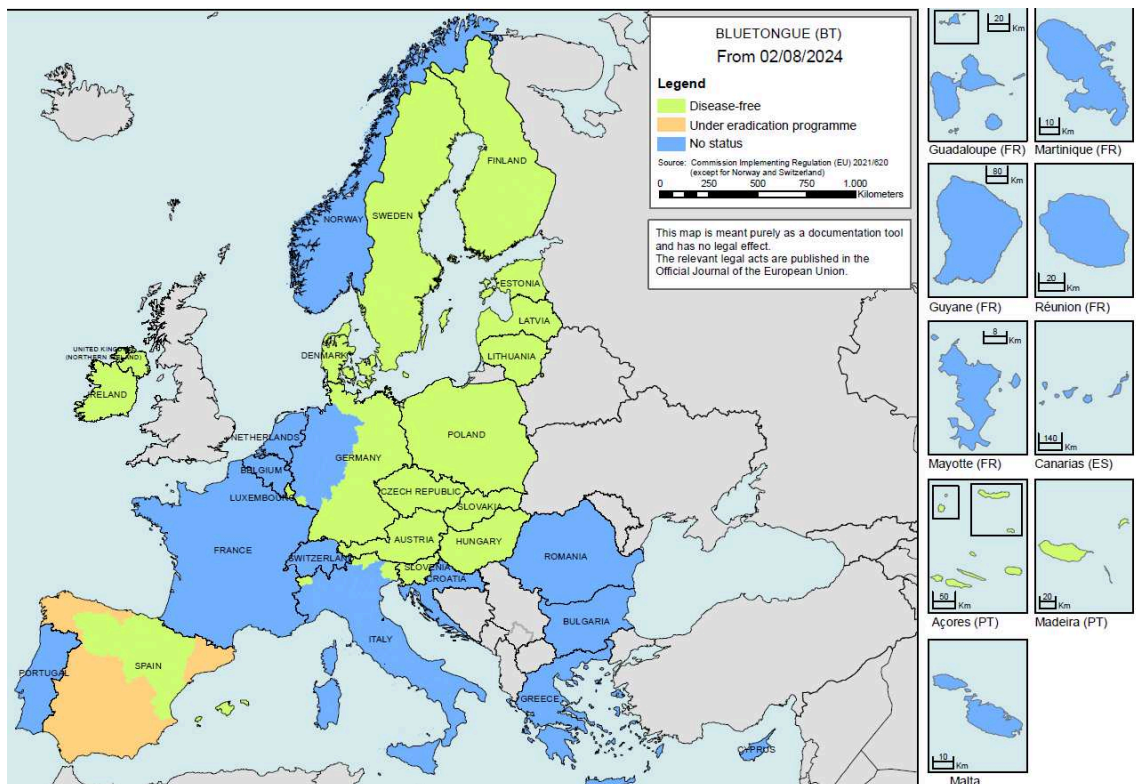 BLUETONGUE (BT)
From 02/08/2024
Legend
Disease-free
Under eradication programme
No status
Source: Commission Implementing Regulation (EU) 2021/620
(except for Norway and Switzerland)
0 250 500 750 1.000
Kilometers
This map is meant purely as a documentation tool
and has no legal effect.
The relevant legal acts are published in the
Official Journal of the European Union.
FINLAND
NORWAY
SWEDEN
ESTONIA
LATVIA
LITHUANIA
DENMARK
UNITED KINGDOM
(NORTHERN IRELAND)
IRELAND
NETHERLANDS
POLAND
BELGIUM
GERMANY
LUXEMBOURG
CZECH REPUBLIC
SLOVAKIA
FRANCE
AUSTRIA
HUNGARY
SWITZERLAND
SLOVENIA
CROATIA
ROMANIA
ITALY
BULGARIA
SPAIN
PORTUGAL
GREECE
CYPRUS
20
Km
Guadaloupe (FR)
10
Km
Martinique (FR)
80
Km
Guyane (FR)
20
Km
Réunion (FR)
8
Km
Mayotte (FR)
140
Km
Canarias (ES)
50
Km
Açores (PT)
20
Km
Madeira (PT)
10
Km
Malta